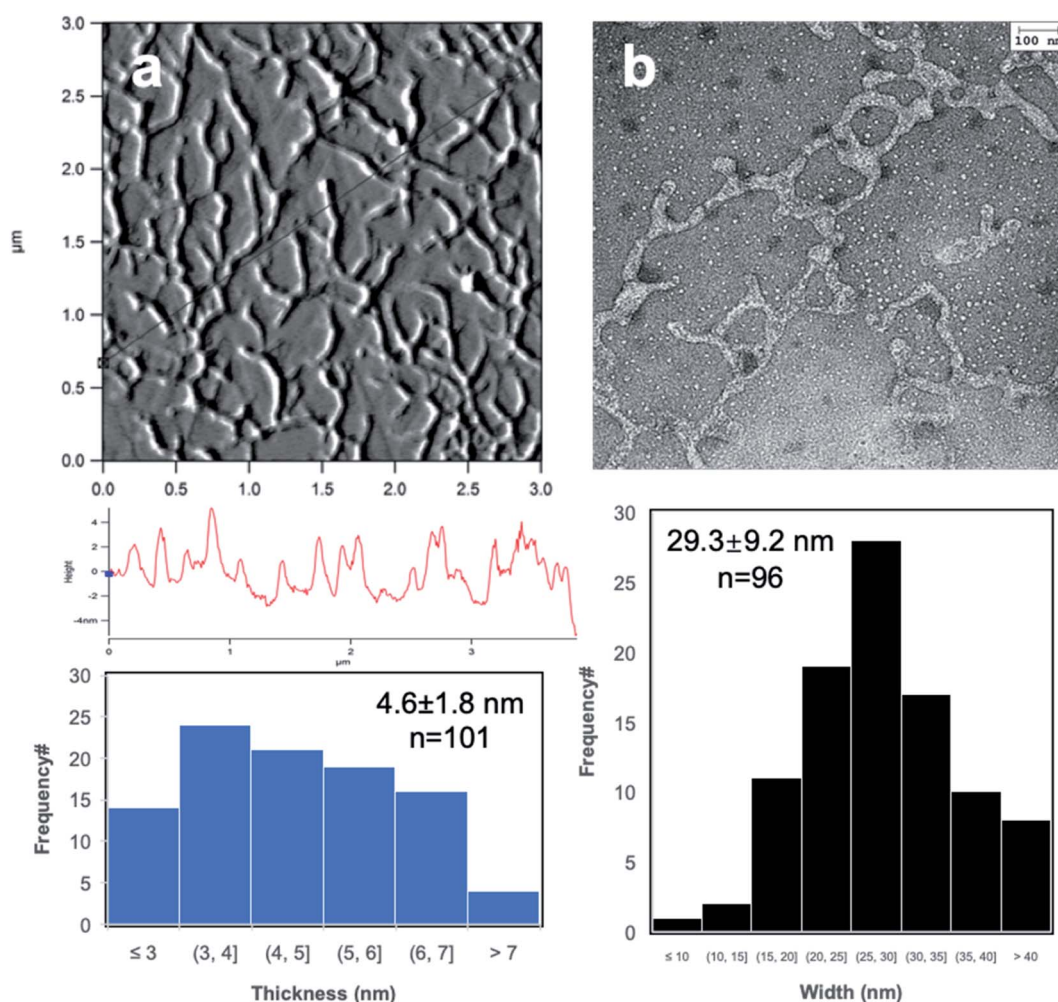 a
3.0
2.5
2.0
1.5
1.0
0.5
0.0
µm
0.0 0.5 1.0 1.5 2.0 2.5 3.0
b
100 nm
4
2
0
-2
-4nm
Height
0 1 2 3
µm
30
25
20
15
10
5
0
Frequency#
4.6±1.8 nm
n=101
≤ 3 (3, 4] (4, 5] (5, 6] (6, 7] > 7
Thickness (nm)
30
25
20
15
10
5
0
Frequency#
29.3±9.2 nm
n=96
≤ 10 (10, 15] (15, 20] (20, 25] (25, 30] (30, 35] (35, 40] > 40
Width (nm)